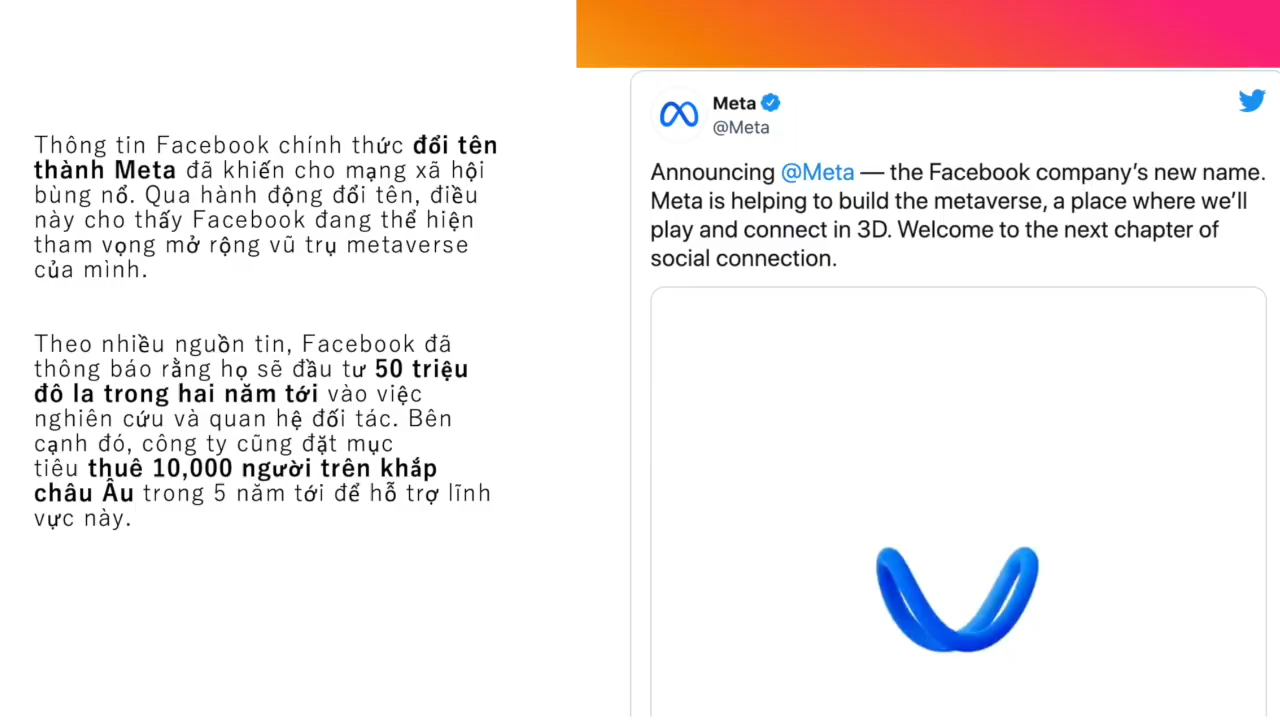 Thông tin Facebook chính thức đổi tên
thành Meta đã khiến cho mạng xã hội
bùng nổ. Qua hành động đổi tên, điều
này cho thấy Facebook đang thể hiện
tham vọng mở rộng vũ trụ metaverse
của mình.
Theo nhiều nguồn tin, Facebook đã
thông báo rằng họ sẽ đầu tư 50 triệu
đô la trong hai năm tới vào việc
nghiên cứu và quan hệ đối tác. Bên
cạnh đó, công ty cũng đặt mục
tiêu thuê 10,000 người trên khắp
châu Âu trong 5 năm tới để hỗ trợ lĩnh
vực này.
Meta
@Meta
Announcing @Meta — the Facebook company’s new name.
Meta is helping to build the metaverse, a place where we’ll
play and connect in 3D. Welcome to the next chapter of
social connection.